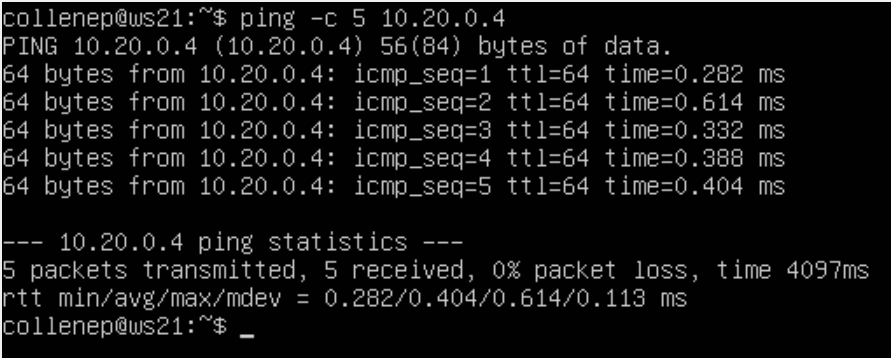 collenep@ws21:~$ ping -c 5 10.20.0.4
PING 10.20.0.4 (10.20.0.4) 56(84) bytes of data.
64 bytes from 10.20.0.4: icmp_seq=1 ttl=64 time=0.282 ms
64 bytes from 10.20.0.4: icmp_seq=2 ttl=64 time=0.614 ms
64 bytes from 10.20.0.4: icmp_seq=3 ttl=64 time=0.332 ms
64 bytes from 10.20.0.4: icmp_seq=4 ttl=64 time=0.388 ms
64 bytes from 10.20.0.4: icmp_seq=5 ttl=64 time=0.404 ms
--- 10.20.0.4 ping statistics ---
5 packets transmitted, 5 received, 0% packet loss, time 4097ms
rtt min/avg/max/mdev = 0.282/0.404/0.614/0.113 ms
collenep@ws21:~$ _